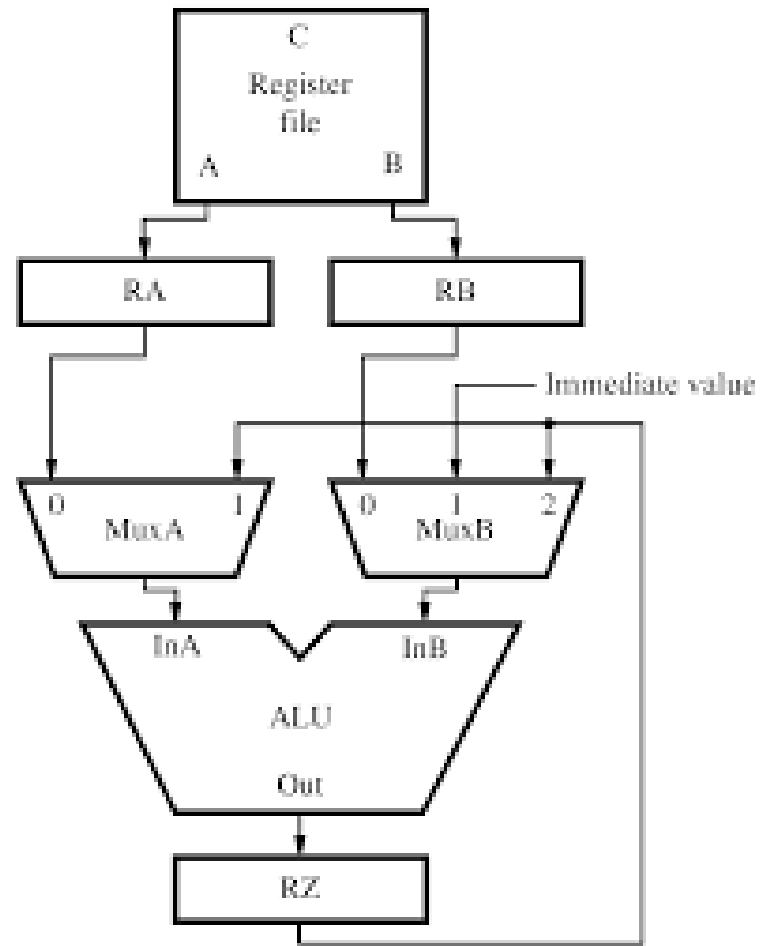 C
Register
file
A
B
RA
RB
Immediate value
0
1
MuxA
0
1
2
MuxB
InA
InB
ALU
Out
RZ